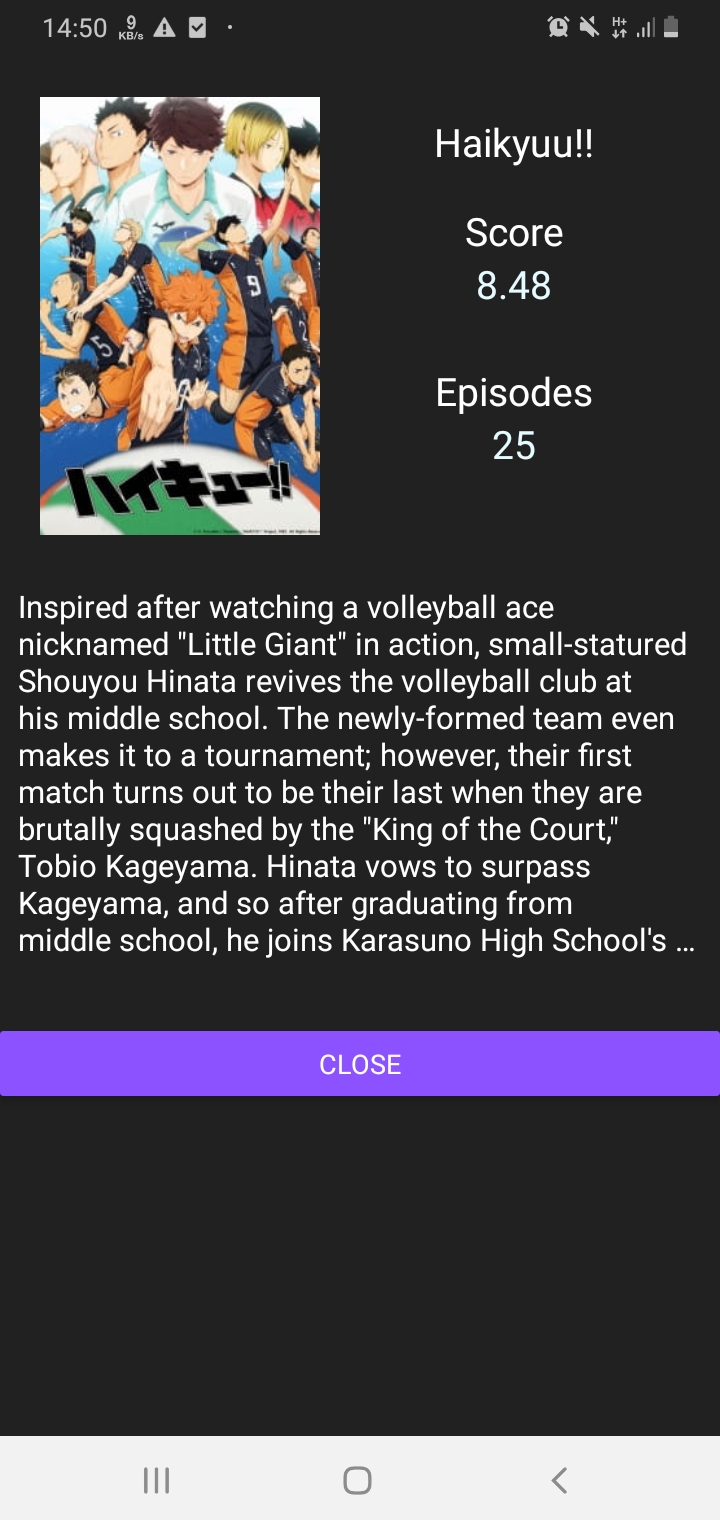 14:50 9 KB/s H+
Haikyuu!!
Score
8.48
Episodes
25
9
5
ハイキュー!!
Inspired after watching a volleyball ace
nicknamed "Little Giant" in action, small-statured
Shouyou Hinata revives the volleyball club at
his middle school. The newly-formed team even
makes it to a tournament; however, their first
match turns out to be their last when they are
brutally squashed by the "King of the Court,"
Tobio Kageyama. Hinata vows to surpass
Kageyama, and so after graduating from
middle school, he joins Karasuno High School's ...
CLOSE